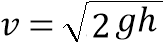 v = √(2gh)